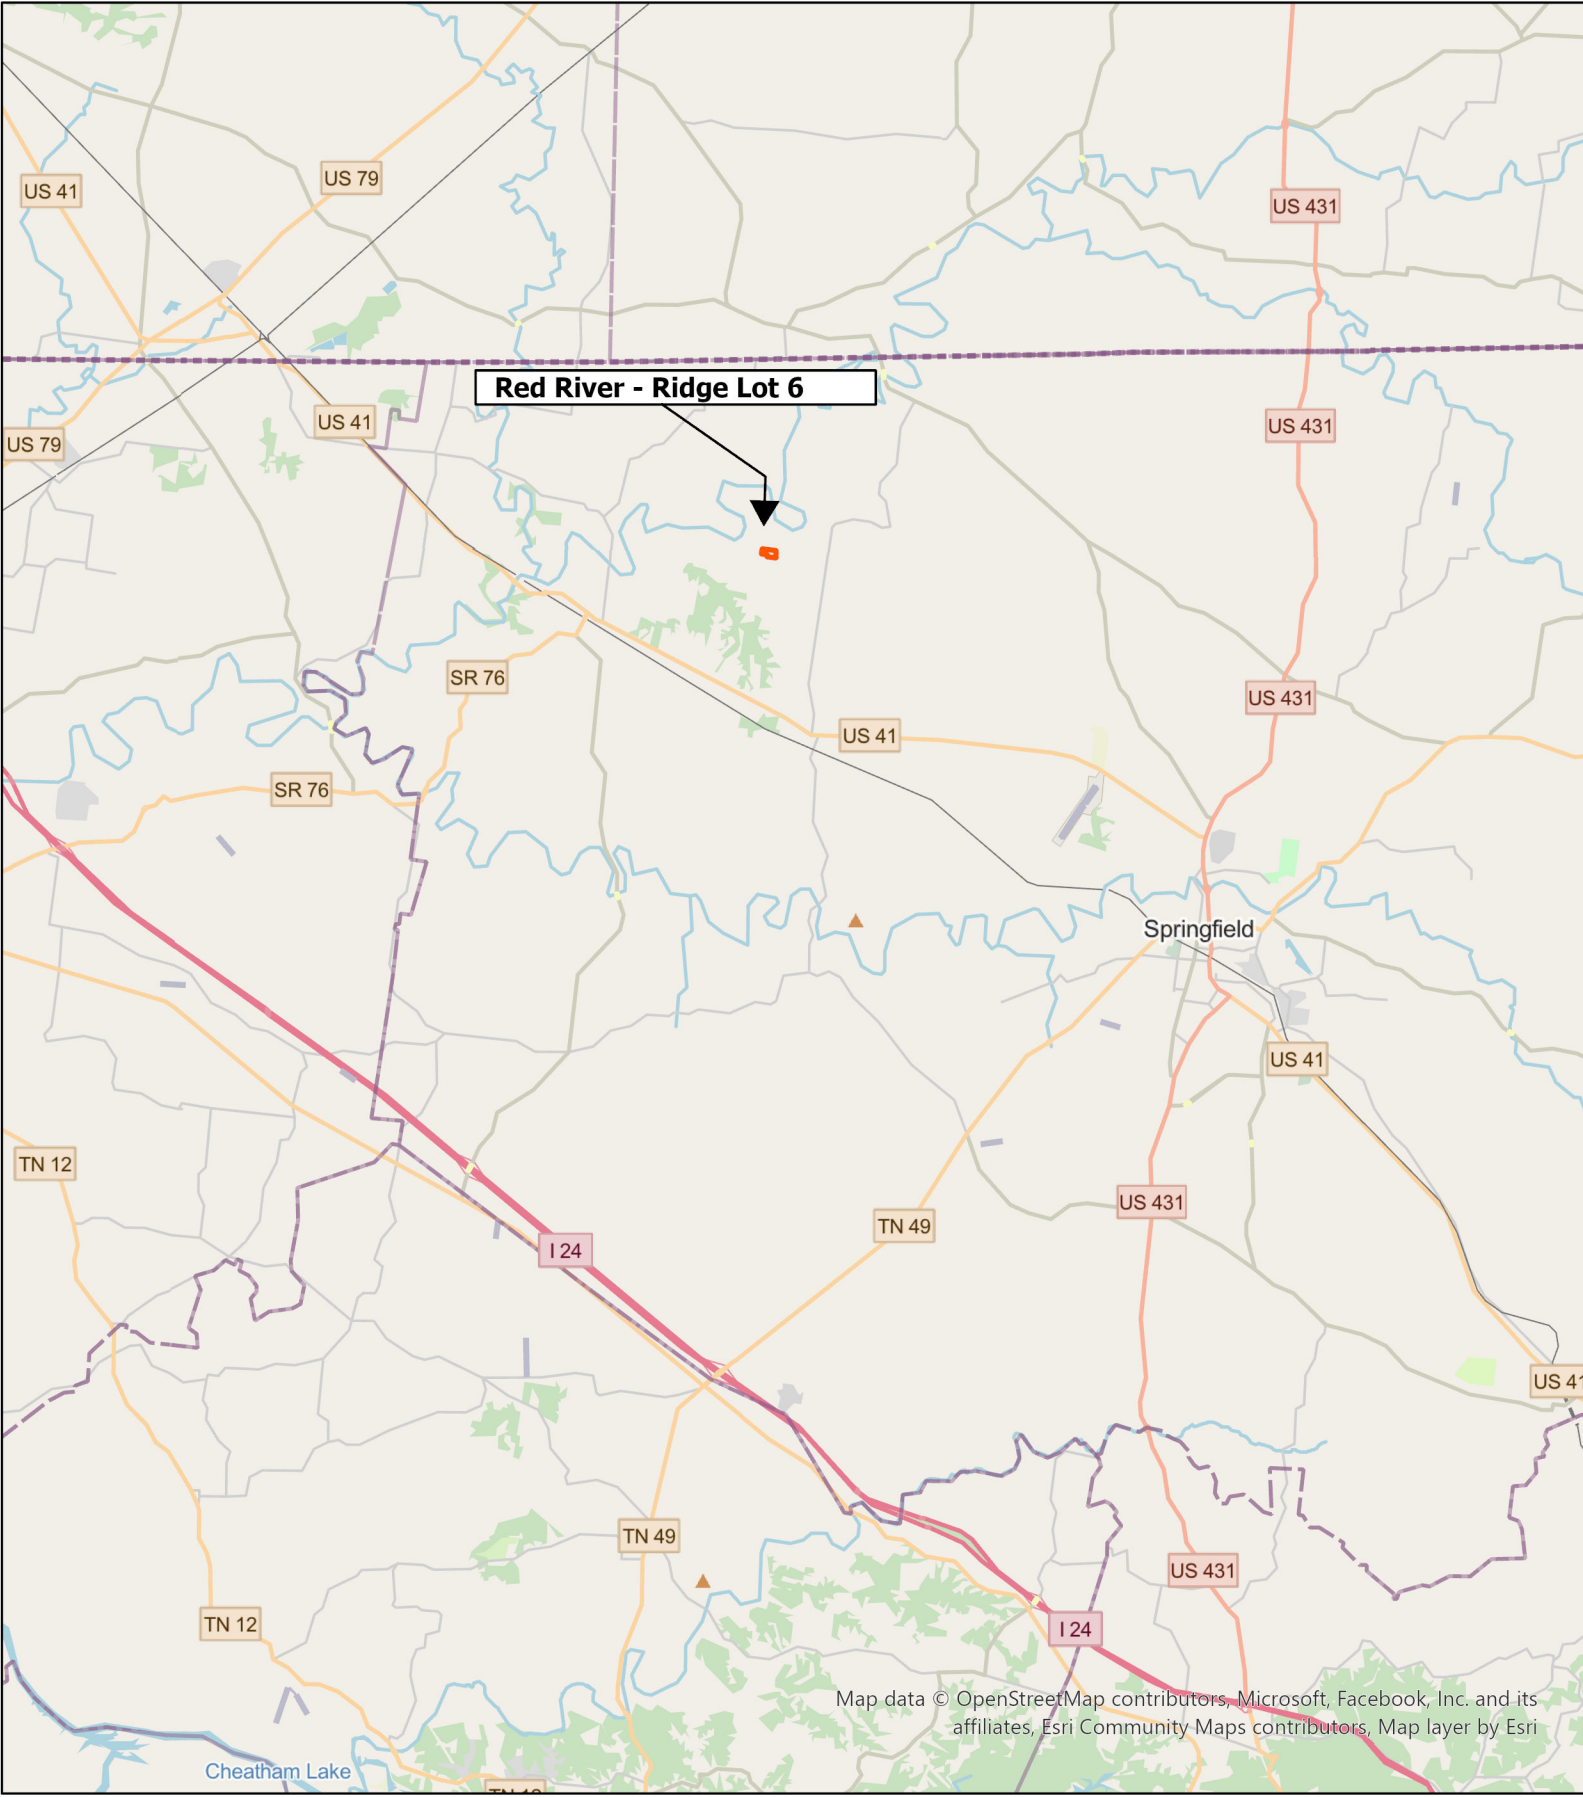 US 41
US 79
US 431
Red River - Ridge Lot 6
US 41
US 79
US 431
SR 76
US 431
US 41
SR 76
Springfield
US 41
TN 12
US 431
TN 49
I 24
US 41
TN 49
US 431
TN 12
I 24
Map data © OpenStreetMap contributors, Microsoft, Facebook, Inc. and its
affiliates, Esri Community Maps contributors, Map layer by Esri
Cheatham Lake